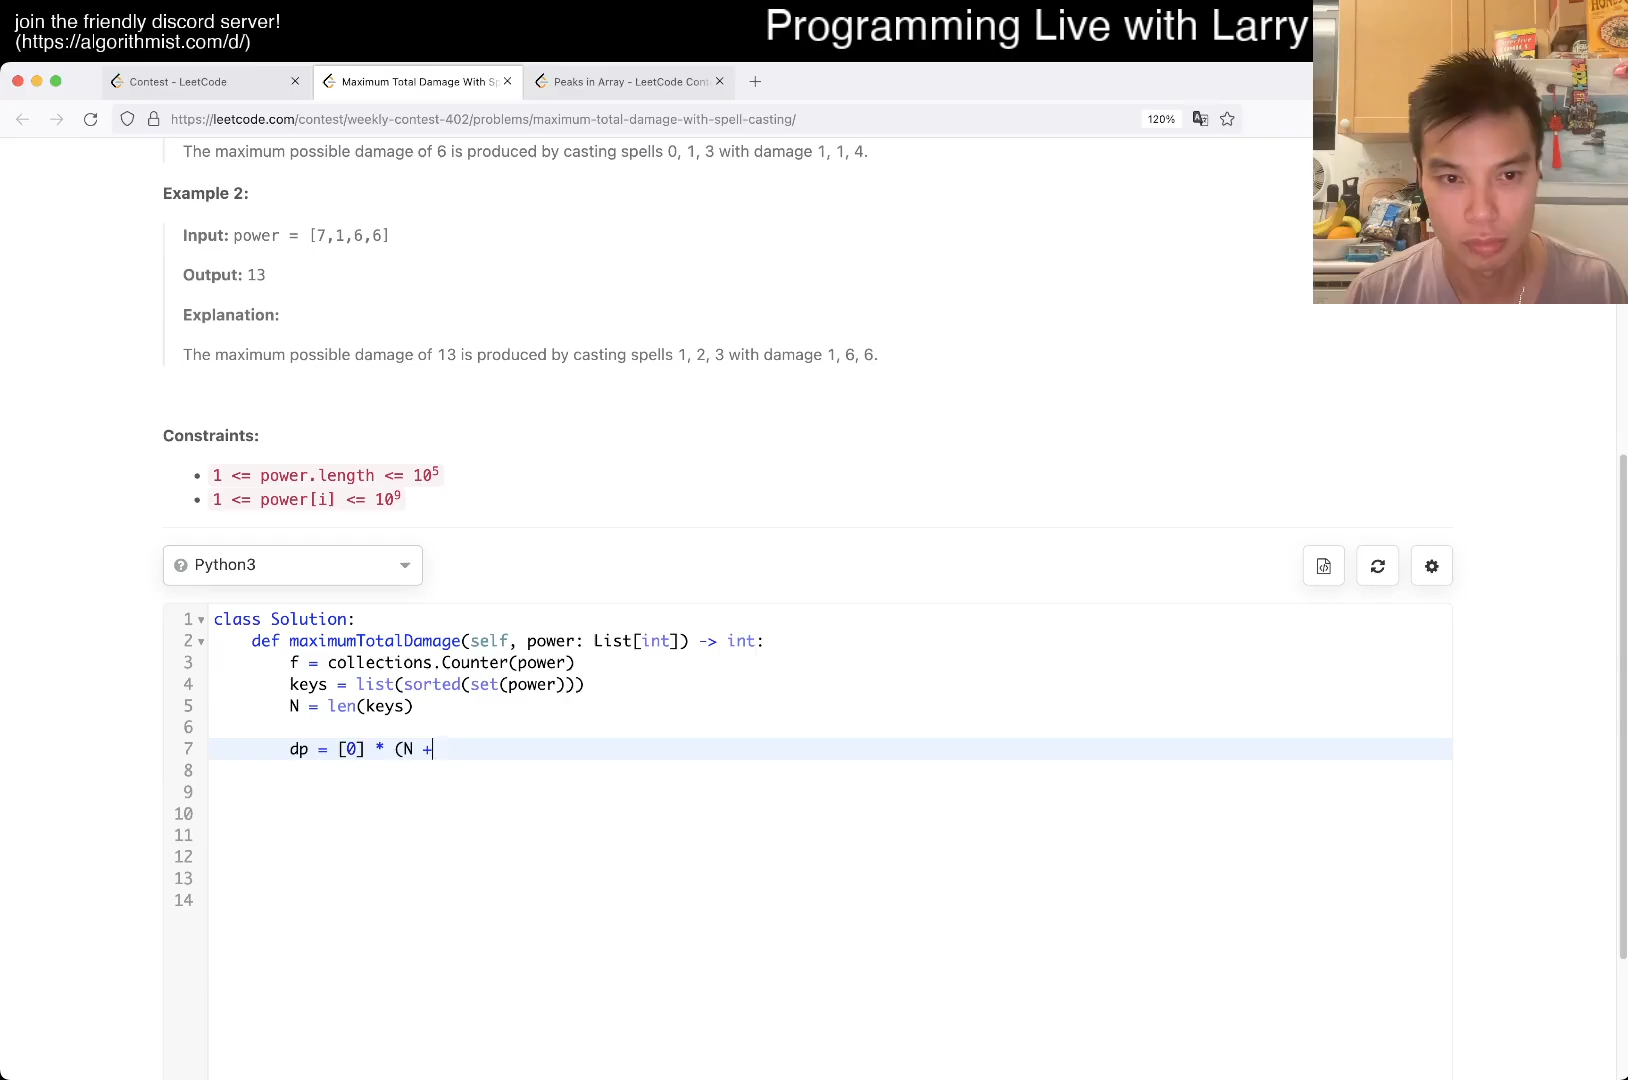 join the friendly discord server!
(https://algorithmist.com/d/)
Programming Live with Larry
Contest - LeetCode
Maximum Total Damage With Sp
Peaks in Array - LeetCode Cont
https://leetcode.com/contest/weekly-contest-402/problems/maximum-total-damage-with-spell-casting/
120%
The maximum possible damage of 6 is produced by casting spells 0, 1, 3 with damage 1, 1, 4.
Example 2:
Input: power = [7,1,6,6]
Output: 13
Explanation:
The maximum possible damage of 13 is produced by casting spells 1, 2, 3 with damage 1, 6, 6.
Constraints:
• 1 <= power.length <= 10⁵
• 1 <= power[i] <= 10⁹
Python3
1 class Solution:
2 def maximumTotalDamage(self, power: List[int]) -> int:
3 f = collections.Counter(power)
4 keys = list(sorted(set(power)))
5 N = len(keys)
6
7 dp = [0] * (N +
8
9
10
11
12
13
14